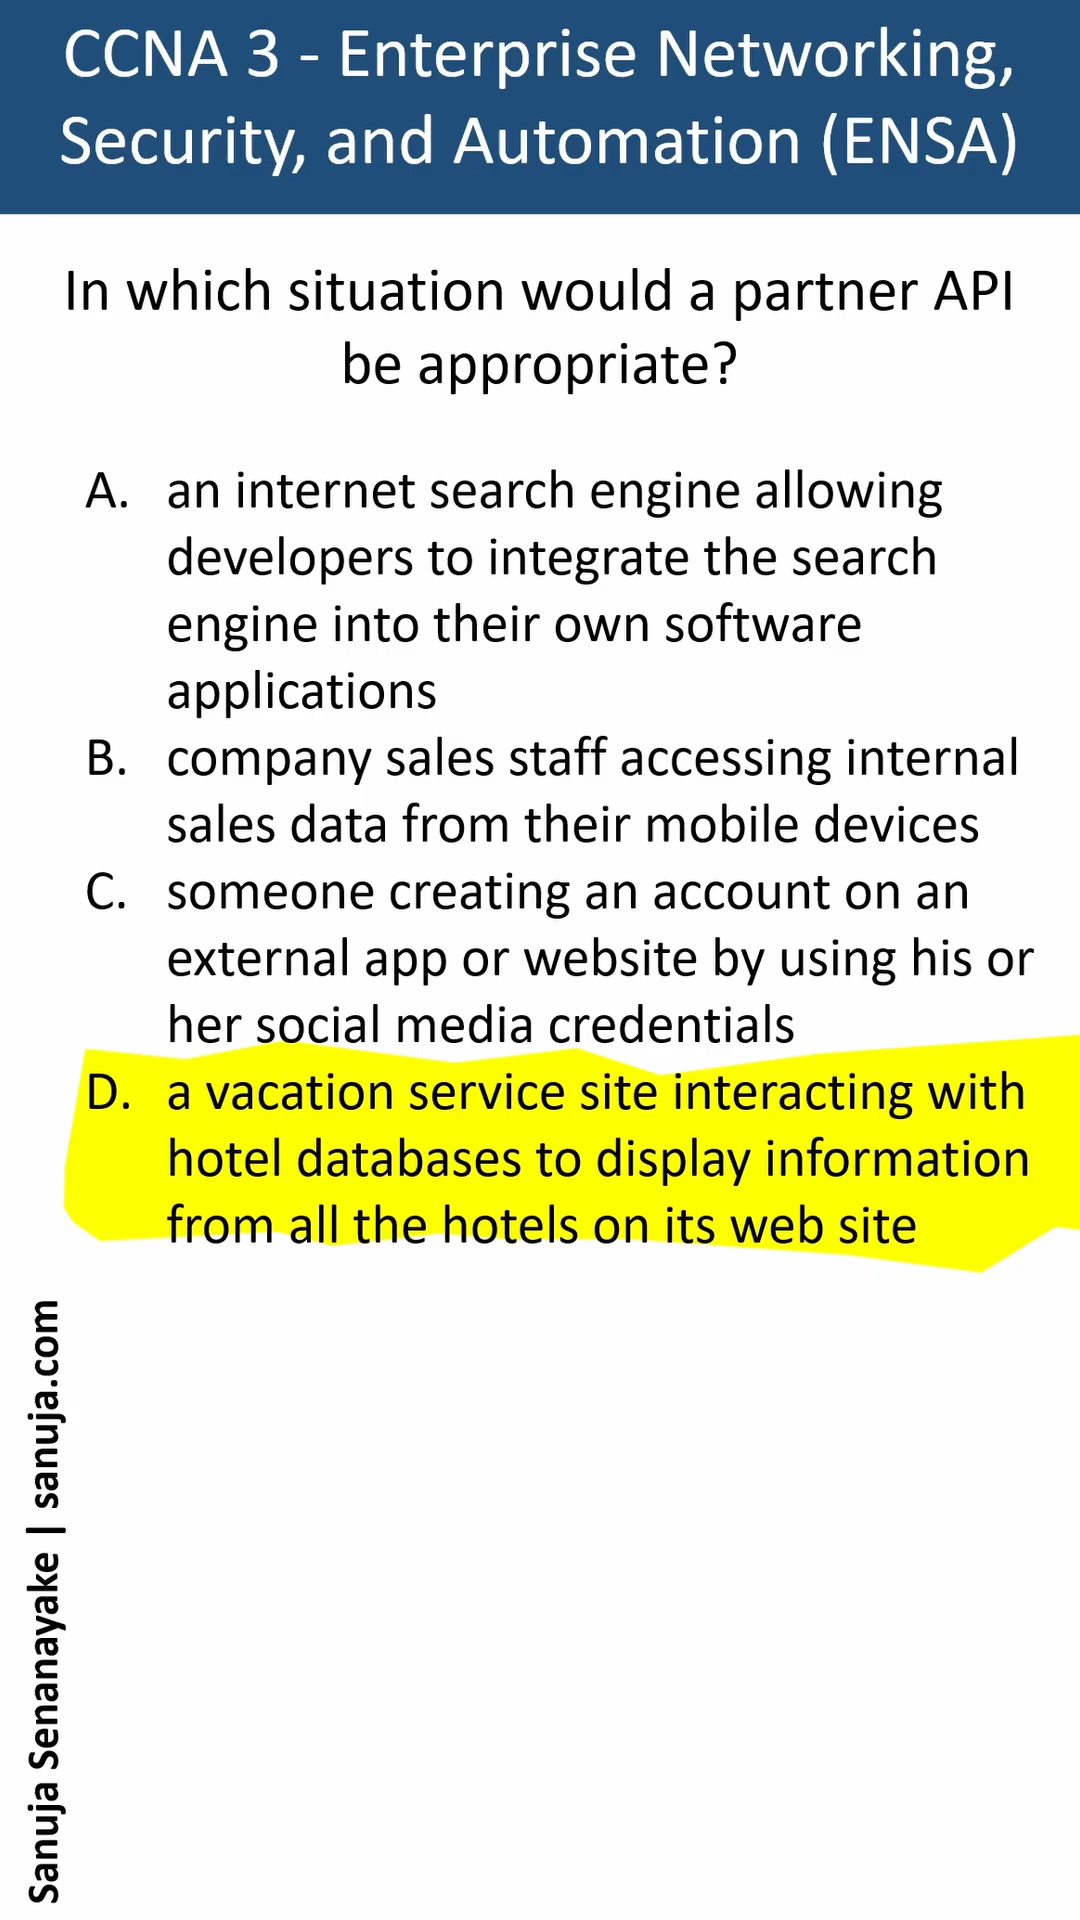 CCNA 3 - Enterprise Networking,
Security, and Automation (ENSA)
In which situation would a partner API
be appropriate?
A. an internet search engine allowing
developers to integrate the search
engine into their own software
applications
B. company sales staff accessing internal
sales data from their mobile devices
C. someone creating an account on an
external app or website by using his or
her social media credentials
D. a vacation service site interacting with
hotel databases to display information
from all the hotels on its web site
Sanuja Senanayake | sanuja.com